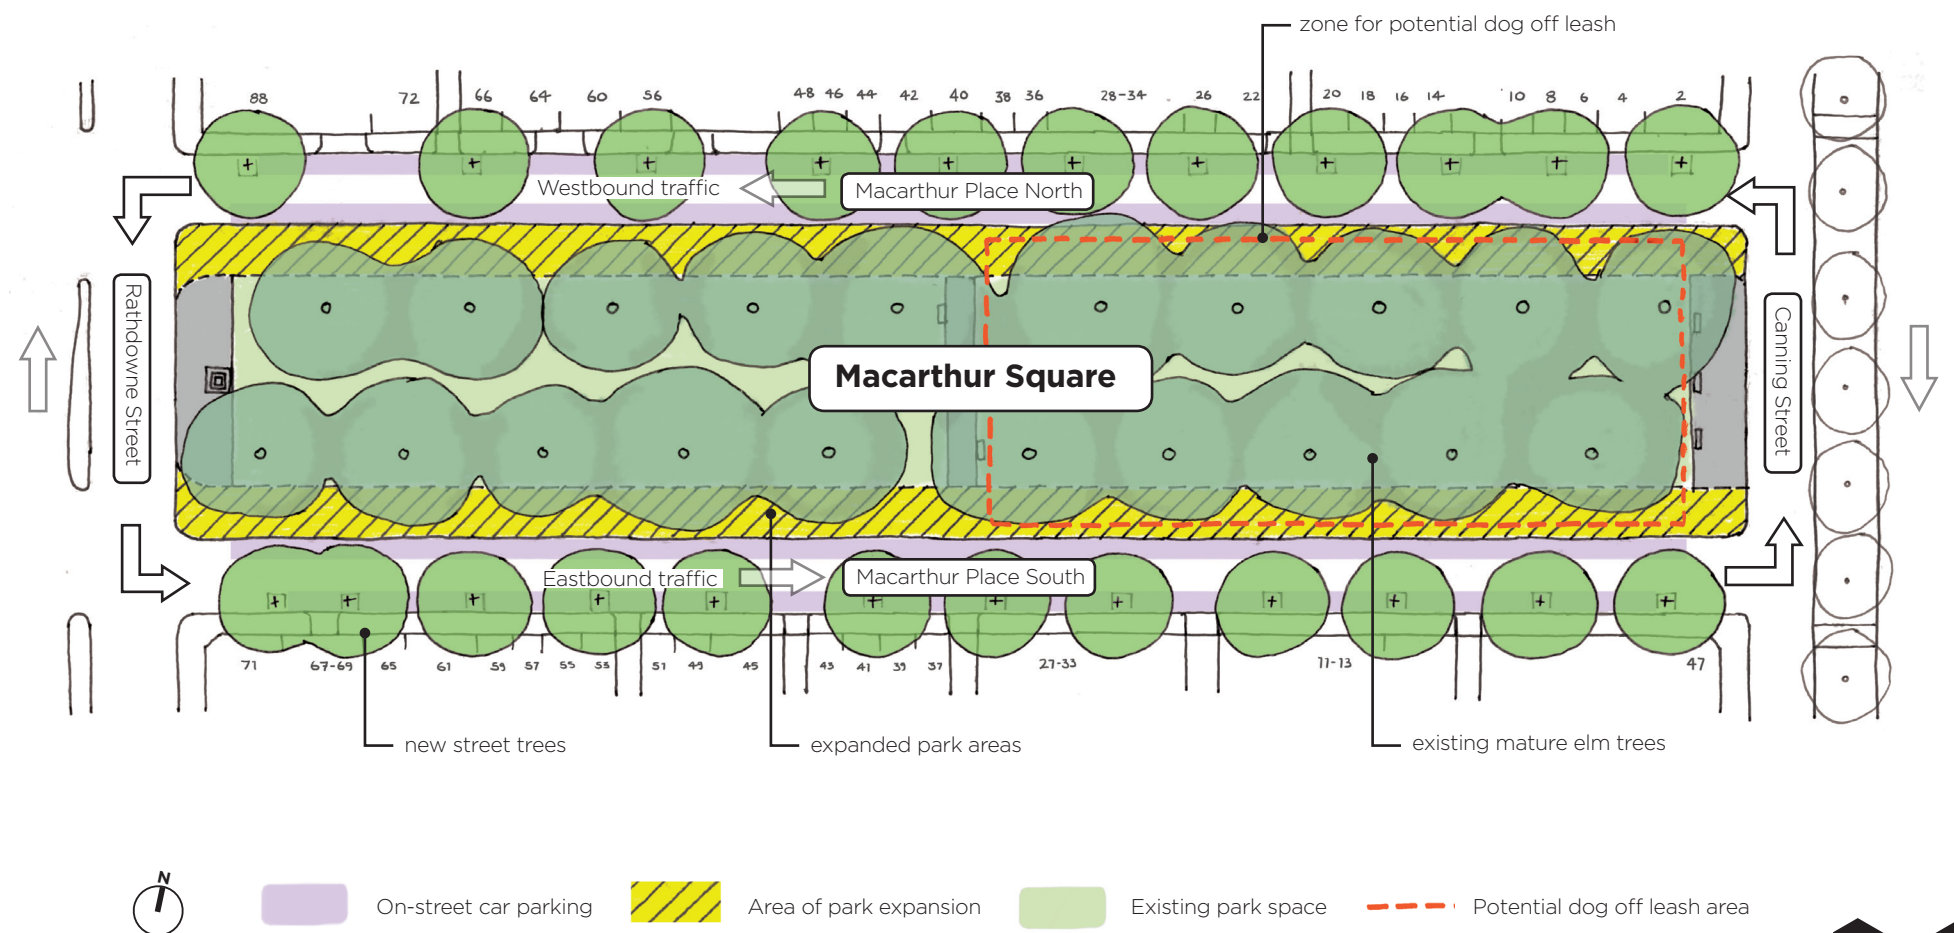 zone for potential dog off leash
88 72 66 64 60 56 48 46 44 42 40 38 36 28-34 26 22 20 18 16 14 10 8 6 4 2
Westbound traffic
Macarthur Place North
Rathdowne Street
Macarthur Square
Canning Street
Eastbound traffic
Macarthur Place South
71 67-69 65 61 59 57 55 53 51 49 45 43 41 39 37 27-33 11-13 47
new street trees
expanded park areas
existing mature elm trees
N
On-street car parking
Area of park expansion
Existing park space
Potential dog off leash area